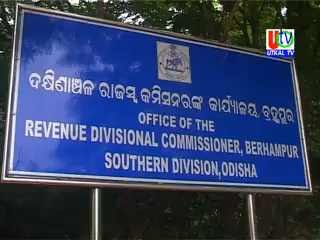 UTV
UTKAL TV
ଦକ୍ଷିଣାଞ୍ଚଳ ରାଜସ୍ୱ କମିସନରଙ୍କ କାର୍ଯ୍ୟାଳୟ, ବ୍ରହ୍ମପୁର
OFFICE OF THE
REVENUE DIVISIONAL COMMISSIONER, BERHAMPUR
SOUTHERN DIVISION, ODISHA